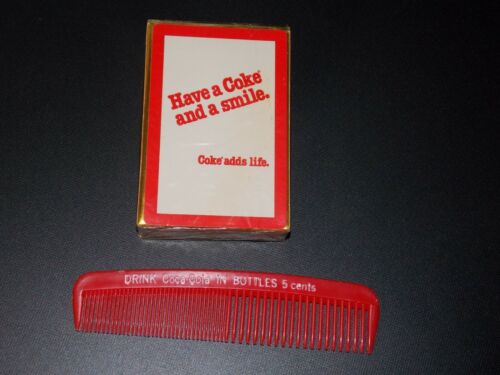 Have a Coke®
and a smile.
Coke® adds life.
DRINK Coca-Cola IN BOTTLES 5 cents